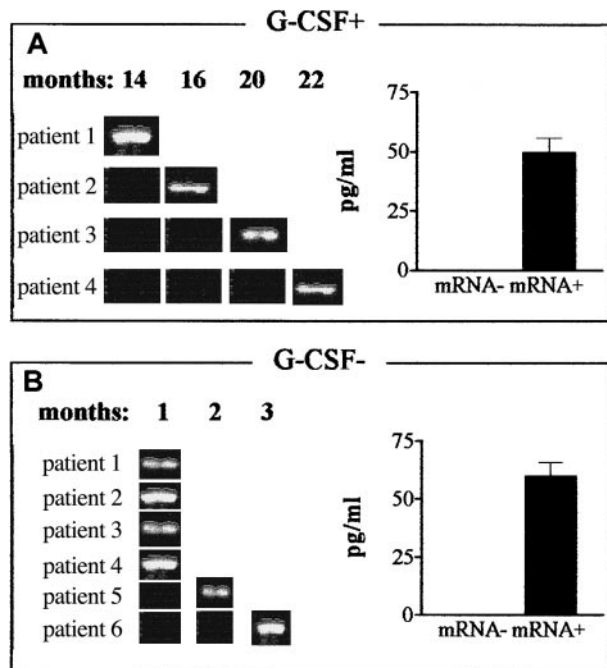 G-CSF+
A
months: 14 16 20 22
patient 1
patient 2
patient 3
patient 4
75
50
25
0
pg/ml
mRNA- mRNA+
G-CSF-
B
months: 1 2 3
patient 1
patient 2
patient 3
patient 4
patient 5
patient 6
75
50
25
0
pg/ml
mRNA- mRNA+